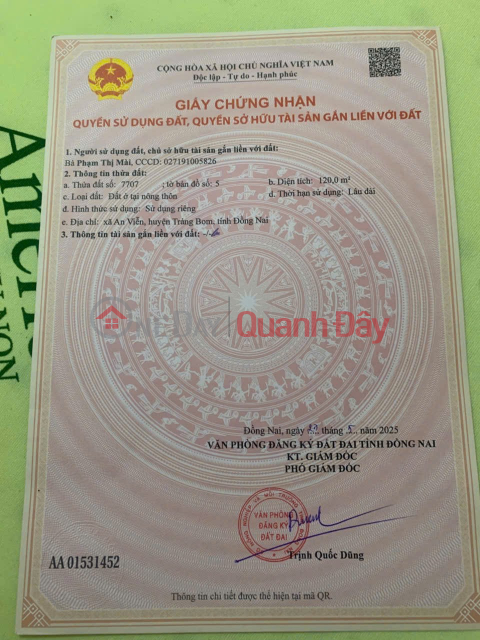 CỘNG HÒA XÃ HỘI CHỦ NGHĨA VIỆT NAM
Độc lập - Tự do - Hạnh phúc
GIẤY CHỨNG NHẬN
QUYỀN SỬ DỤNG ĐẤT, QUYỀN SỞ HỮU TÀI SẢN GẮN LIỀN VỚI ĐẤT
1. Người sử dụng đất, chủ sở hữu tài sản gắn liền với đất:
Bà Phạm Thị Mài, CCCD: 027191005826
2. Thông tin thửa đất:
a. Thửa đất số: 7707 ; tờ bản đồ số: 5 b. Diện tích: 120,0 m²
c. Loại đất: Đất ở tại nông thôn d. Thời hạn sử dụng: Lâu dài
đ. Hình thức sử dụng: Sử dụng riêng
e. Địa chỉ: xã An Viễn, huyện Trảng Bom, tỉnh Đồng Nai
3. Thông tin tài sản gắn liền với đất: -/-
Quanh Đây
Đồng Nai, ngày tháng 5 năm 2025
VĂN PHÒNG ĐĂNG KÝ ĐẤT ĐAI TỈNH ĐỒNG NAI
KT. GIÁM ĐỐC
PHÓ GIÁM ĐỐC
VĂN PHÒNG
ĐĂNG KÝ
ĐẤT ĐAI
Trịnh Quốc Dũng
AA 01531452
Thông tin chi tiết được thể hiện tại mã QR.